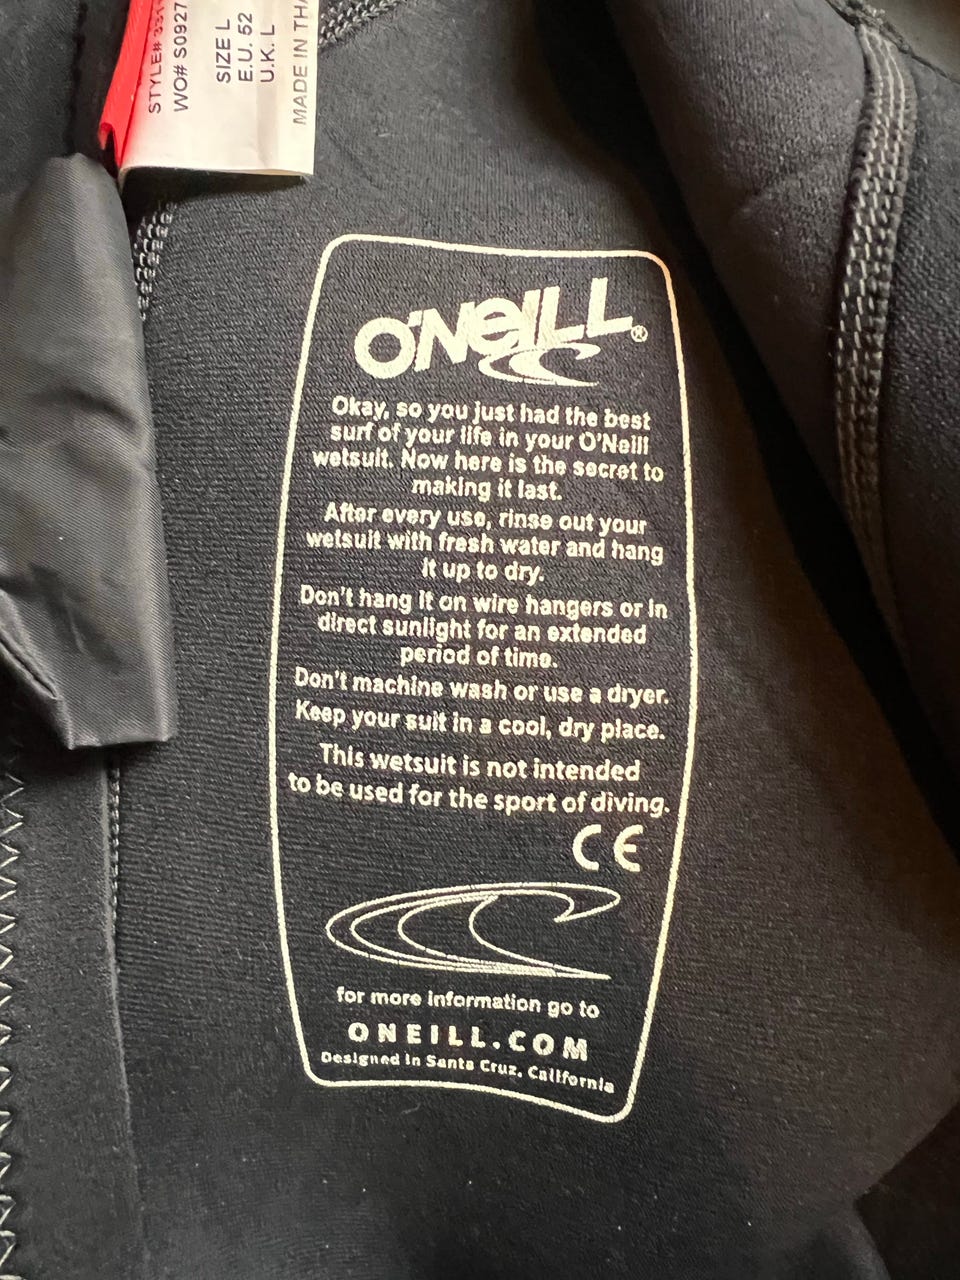 STYLE#
WO# S0927
SIZE L
E.U. 52
U.K. L
MADE IN
O'NEILL®
Okay, so you just had the best
surf of your life in your O'Neill
wetsuit. Now here is the secret to
making it last.
After every use, rinse out your
wetsuit with fresh water and hang
it up to dry.
Don't hang it on wire hangers or in
direct sunlight for an extended
period of time.
Don't machine wash or use a dryer.
Keep your suit in a cool, dry place.
This wetsuit is not intended
to be used for the sport of diving.
CE
for more information go to
ONEILL.COM
Designed in Santa Cruz, California